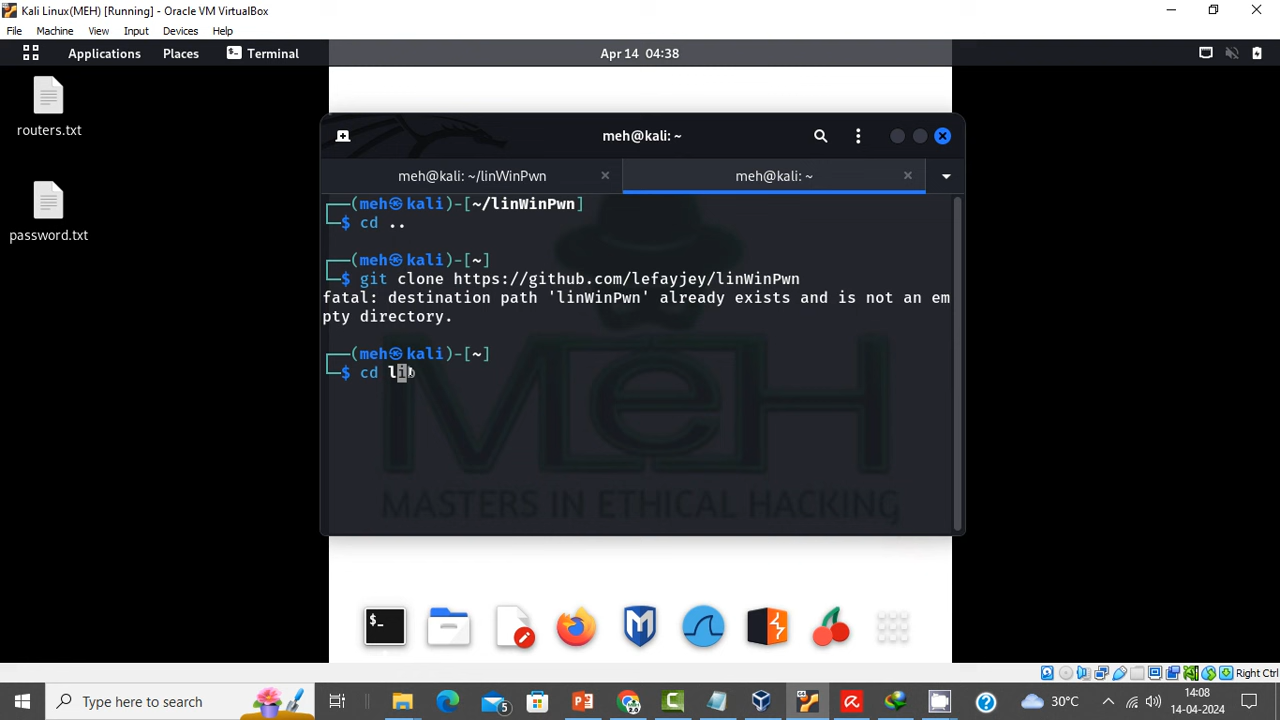 Kali Linux(MEH) [Running] - Oracle VM VirtualBox
File Machine View Input Devices Help
Applications Places Terminal Apr 14 04:38
routers.txt
password.txt
meh@kali: ~
meh@kali: ~/linWinPwn meh@kali: ~
┌──(meh㉿kali)-[~/linWinPwn]
└─$ cd ..
┌──(meh㉿kali)-[~]
└─$ git clone https://github.com/lefayjey/linWinPwn
fatal: destination path 'linWinPwn' already exists and is not an em
pty directory.
┌──(meh㉿kali)-[~]
└─$ cd li
MEH
MASTERS IN ETHICAL HACKING
$_
Right Ctrl
Type here to search
5
30°C
14:08
14-04-2024